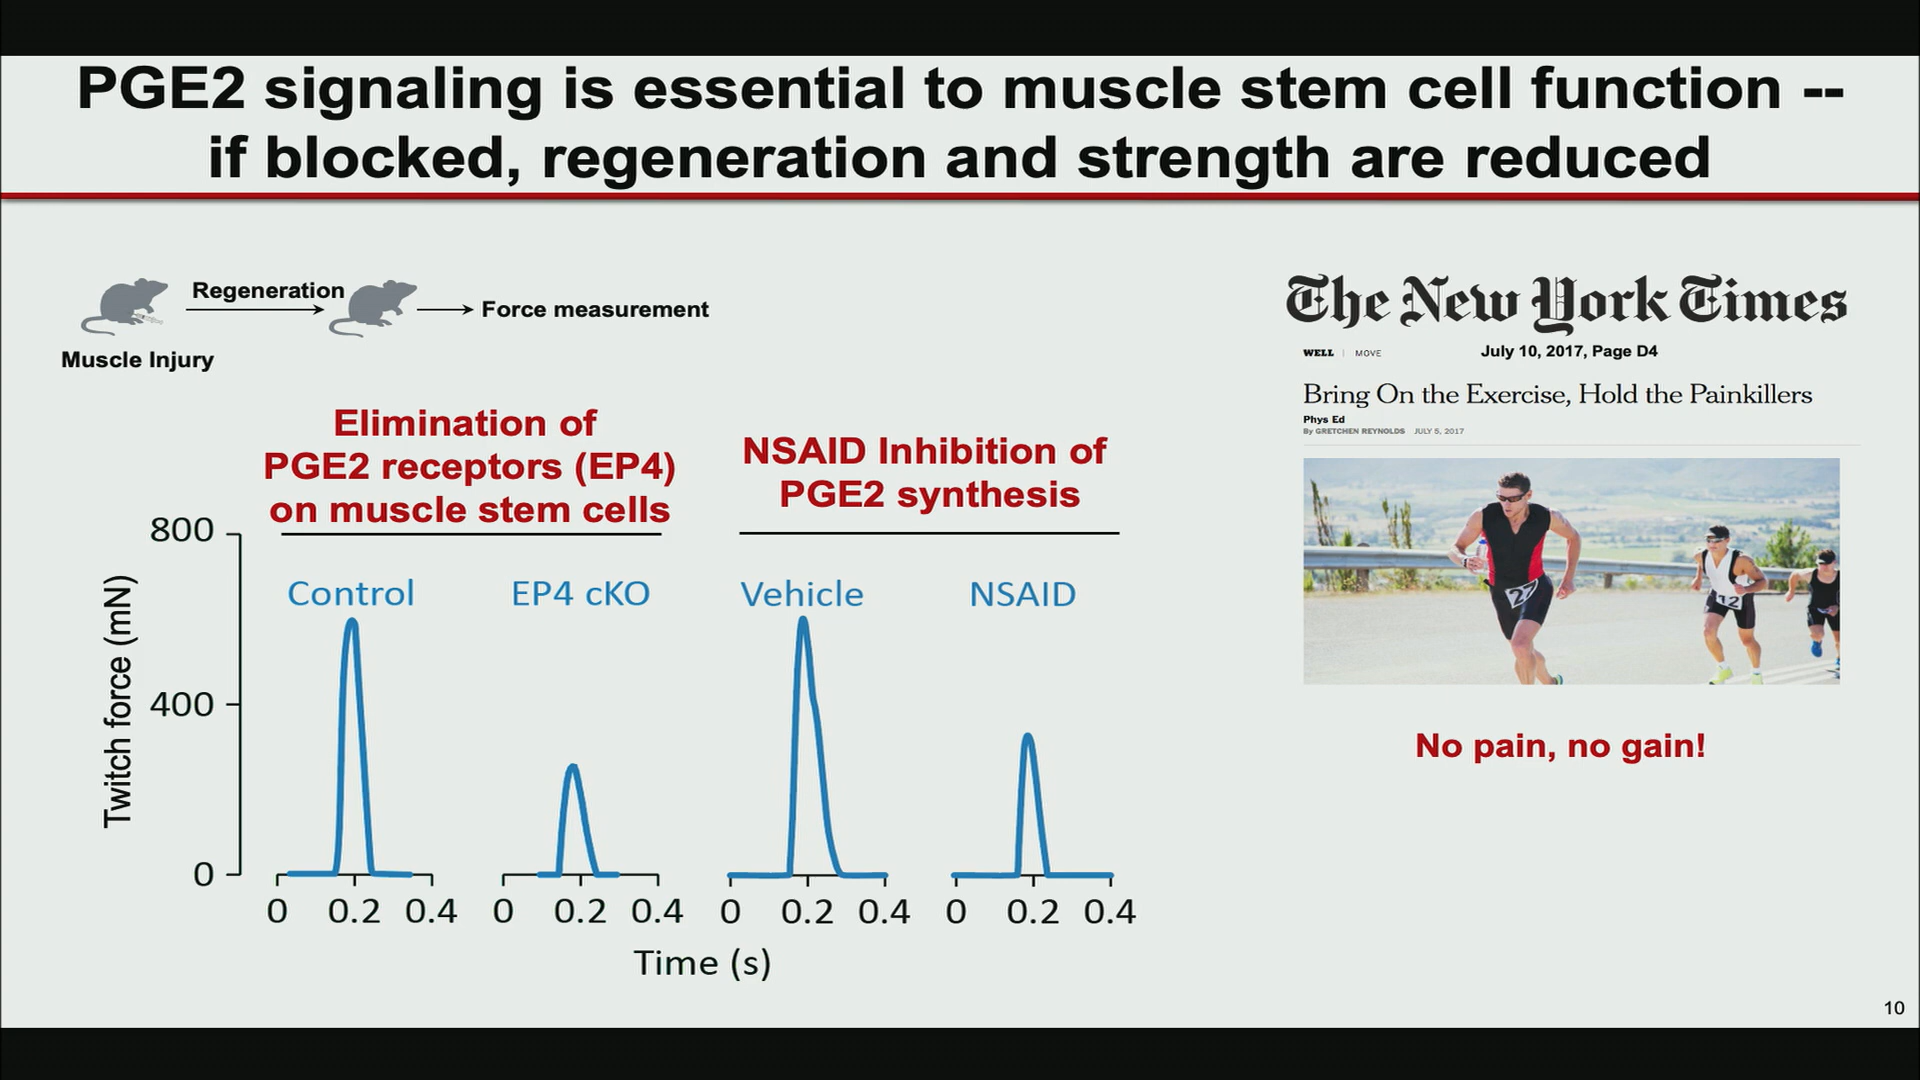 PGE2 signaling is essential to muscle stem cell function --
if blocked, regeneration and strength are reduced
Regeneration
Force measurement
Muscle Injury
Elimination of
PGE2 receptors (EP4)
on muscle stem cells
NSAID Inhibition of
PGE2 synthesis
Control
EP4 cKO
Vehicle
NSAID
Twitch force (mN)
800
400
0
0 0.2 0.4 0 0.2 0.4 0 0.2 0.4 0 0.2 0.4
Time (s)
The New York Times
WELL | MOVE July 10, 2017, Page D4
Bring On the Exercise, Hold the Painkillers
Phys Ed
By GRETCHEN REYNOLDS JULY 5, 2017
27
12
No pain, no gain!
10